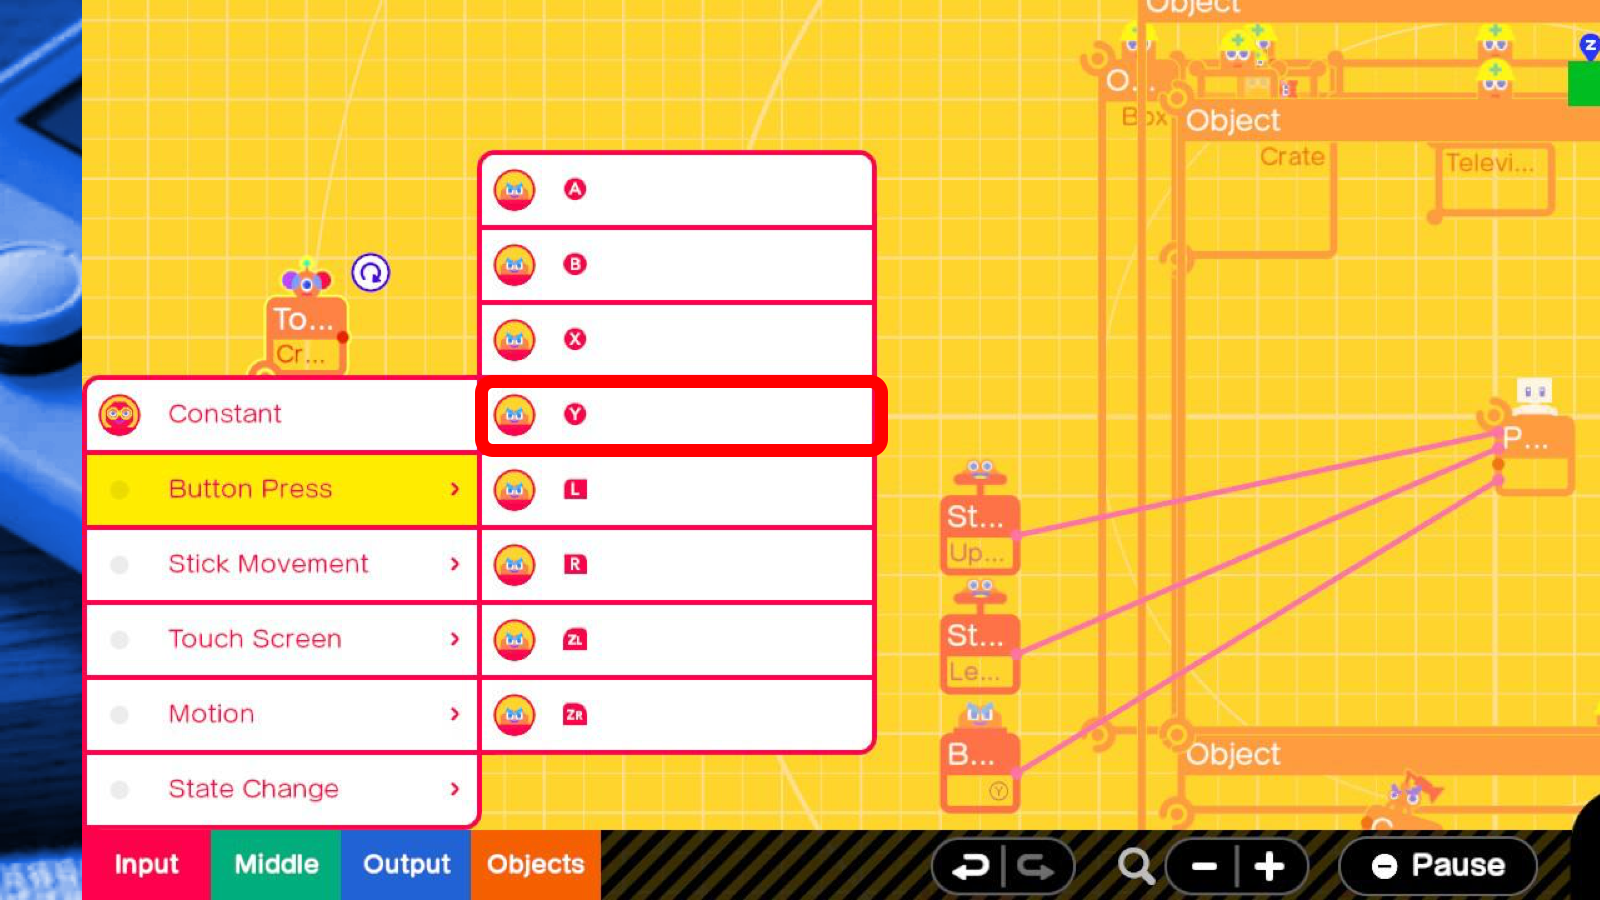 Object
O...
Box
Object
Crate
Televi...
Z
To...
Cr...
A
B
X
Y
L
R
ZL
ZR
Constant
Button Press
Stick Movement
Touch Screen
Motion
State Change
P...
St...
Up...
St...
Le...
B...
Y
Object
Input
Middle
Output
Objects
Pause